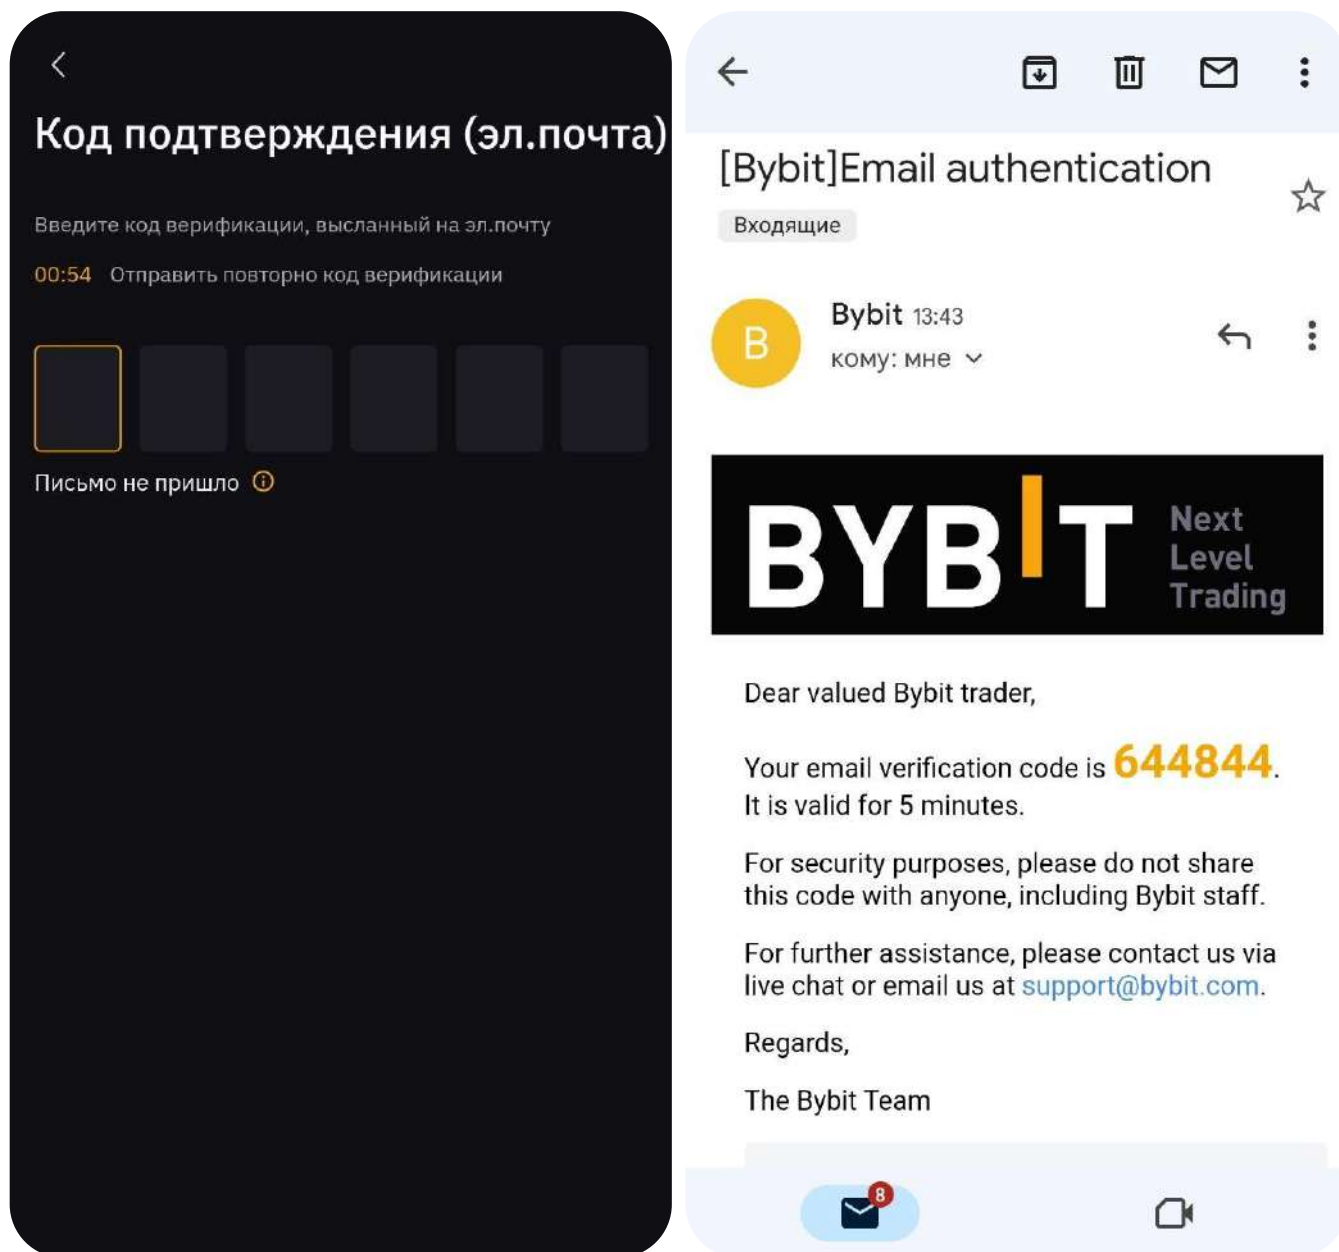 Код подтверждения (эл.почта)
Введите код верификации, высланный на эл.почту
00:54 Отправить повторно код верификации
Письмо не пришло
[Bybit]Email authentication
Входящие
B
Bybit 13:43
кому: мне
BYBIT
Next
Level
Trading
Dear valued Bybit trader,
Your email verification code is 644844.
It is valid for 5 minutes.
For security purposes, please do not share
this code with anyone, including Bybit staff.
For further assistance, please contact us via
live chat or email us at support@bybit.com.
Regards,
The Bybit Team
8